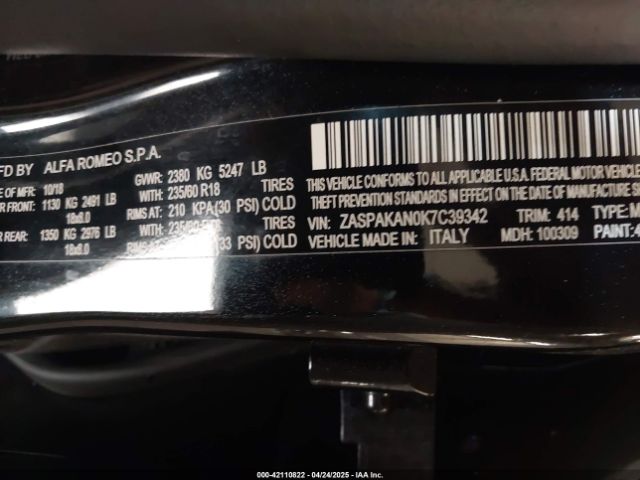 FD BY ALFA ROMEO S.P.A.
E OF MFR: 10/18
GVWR: 2380 KG 5247 LB
R FRONT: 1130 KG 2491 LB
WITH: 235/60 R18 TIRES
18x8.0
RIMS AT: 210 KPA(30 PSI) COLD
R REAR: 1350 KG 2976 LB
WITH: TIRES
18x8.0
(33 PSI) COLD
THIS VEHICLE CONFORMS TO ALL APPLICABLE U.S.A. FEDERAL MOTOR
VEHICLE SAFETY, BUMPER AND
THEFT PREVENTION STANDARDS IN EFFECT ON THE DATE OF MANUFACTURE
VIN: ZASPAKAN0K7C39342 TRIM: 414 TYPE:
VEHICLE MADE IN: ITALY MDH: 100309 PAINT:
000-42110822 - 04/24/2025 - IAA Inc.